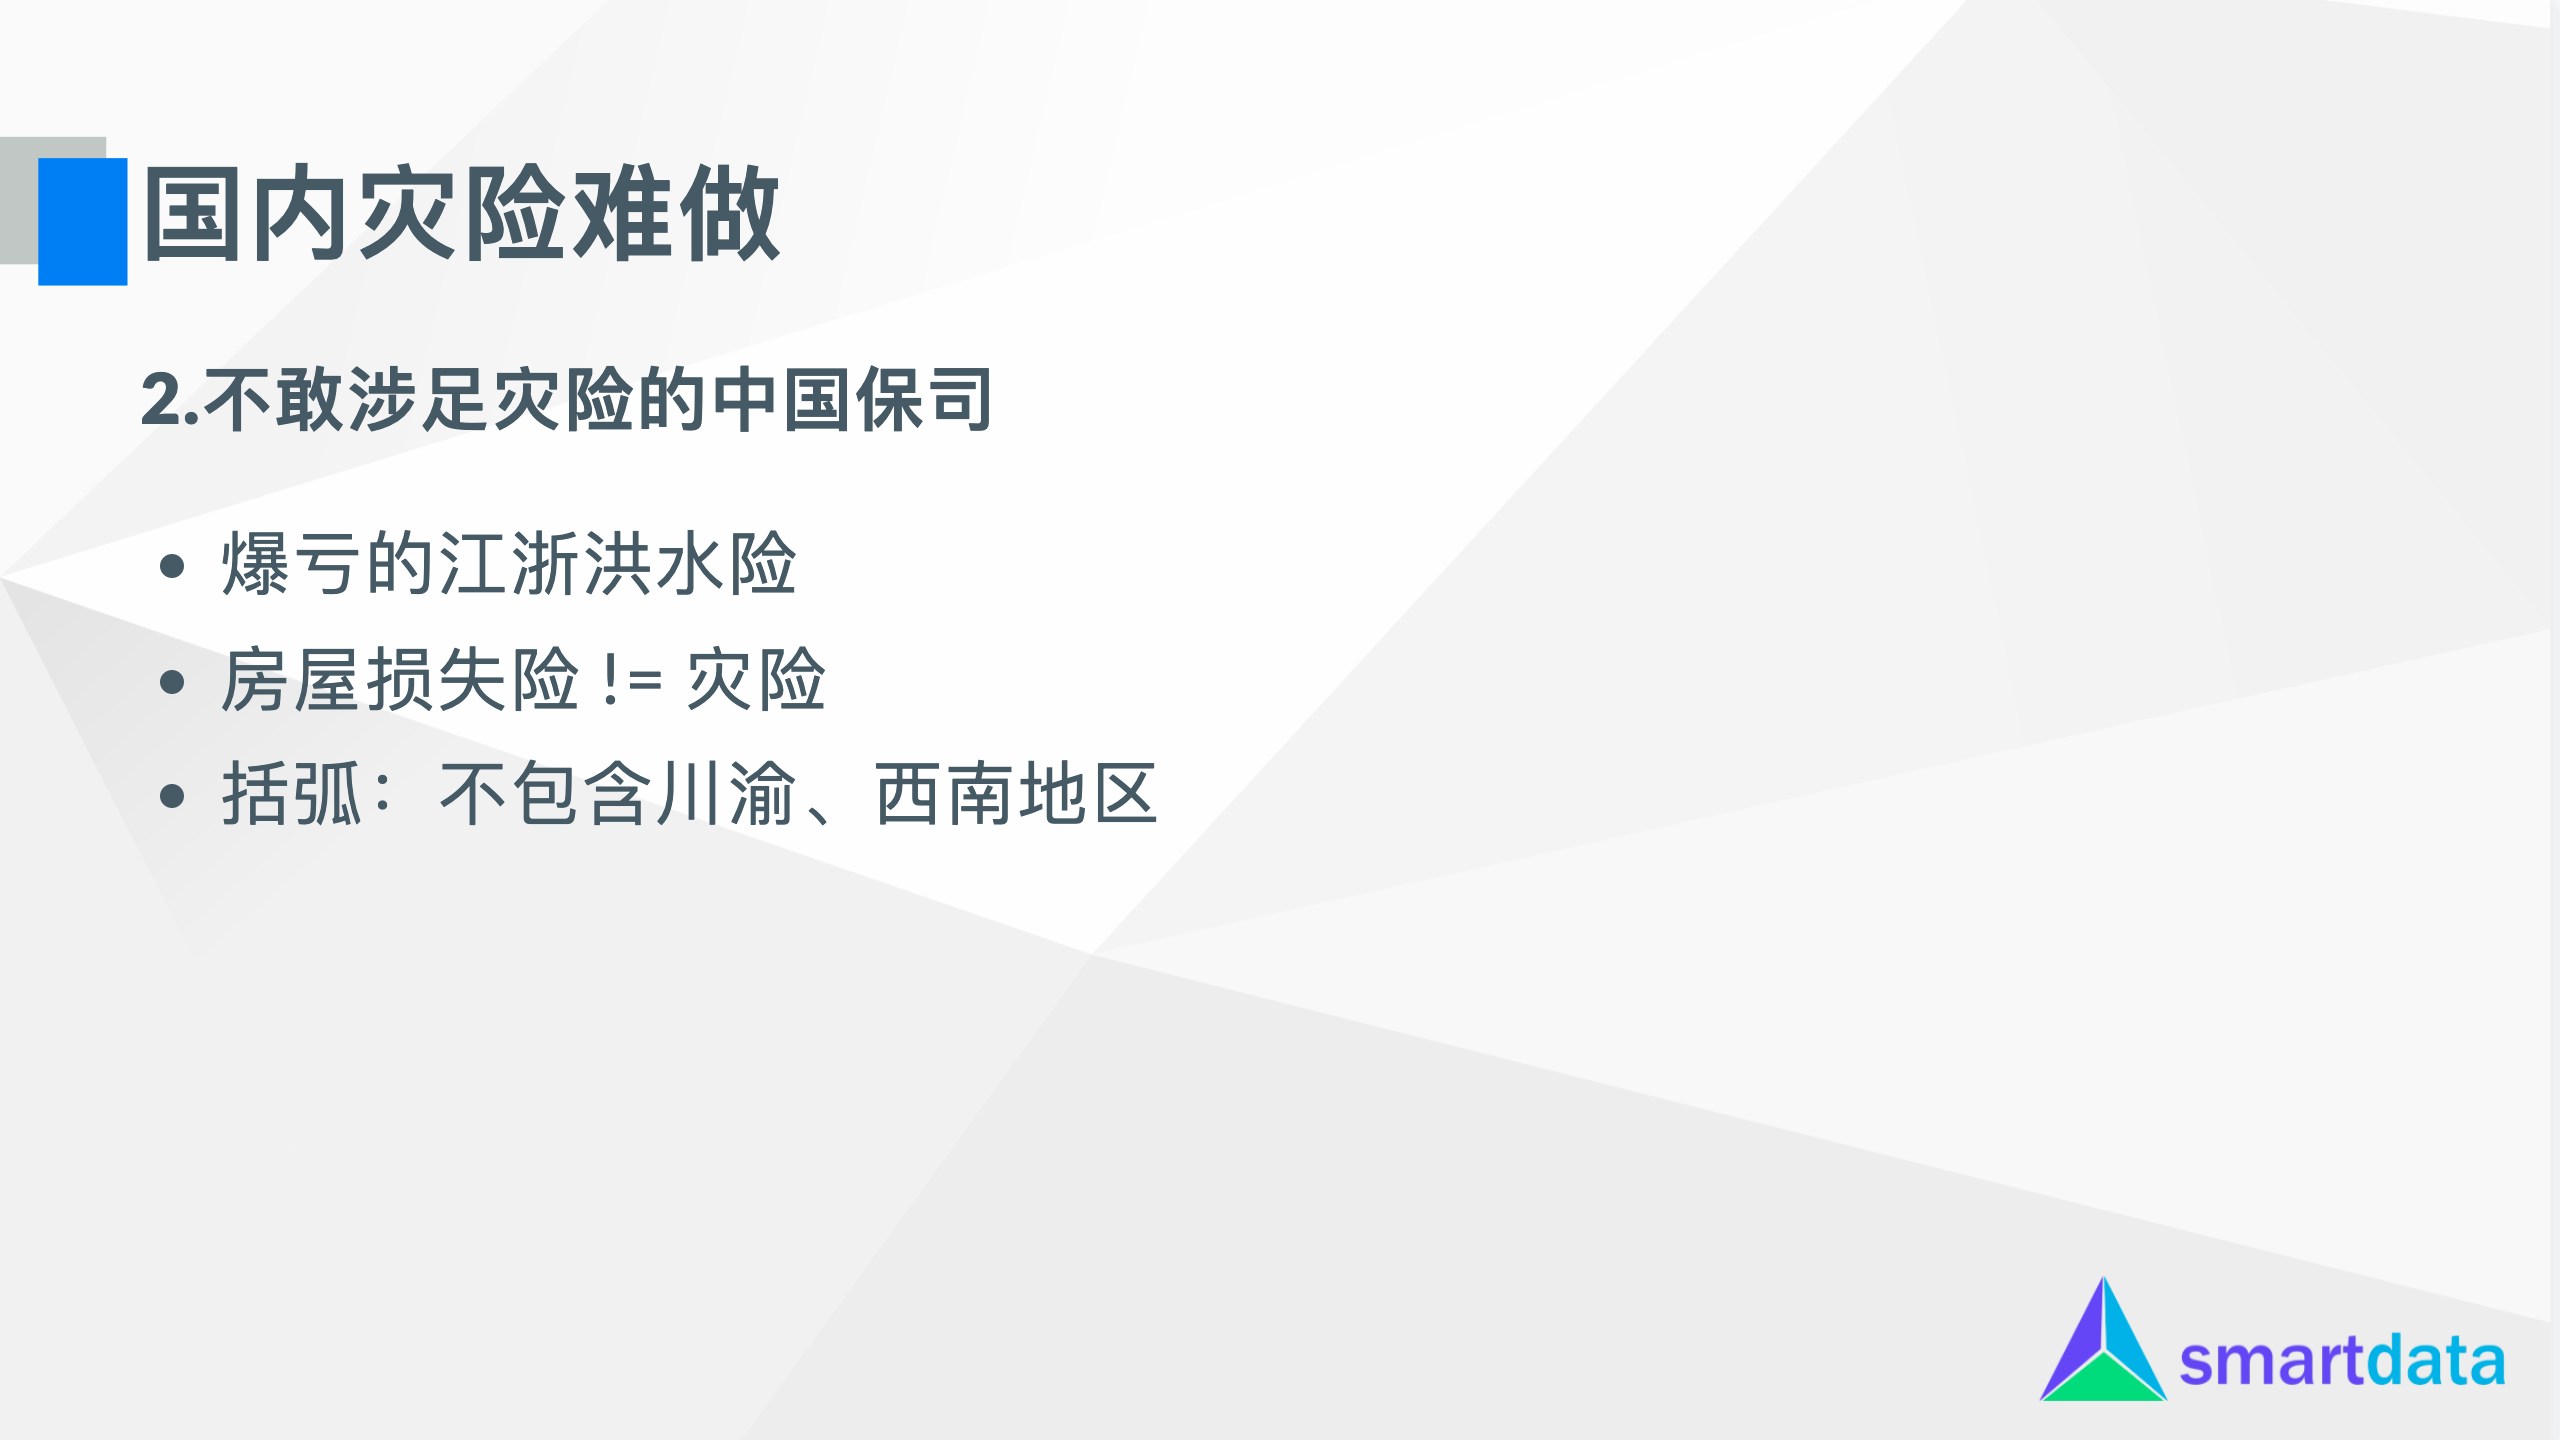 国内灾险难做
2.不敢涉足灾险的中国保司
• 爆亏的江浙洪水险
• 房屋损失险 != 灾险
• 括弧：不包含川渝、西南地区
smartdata